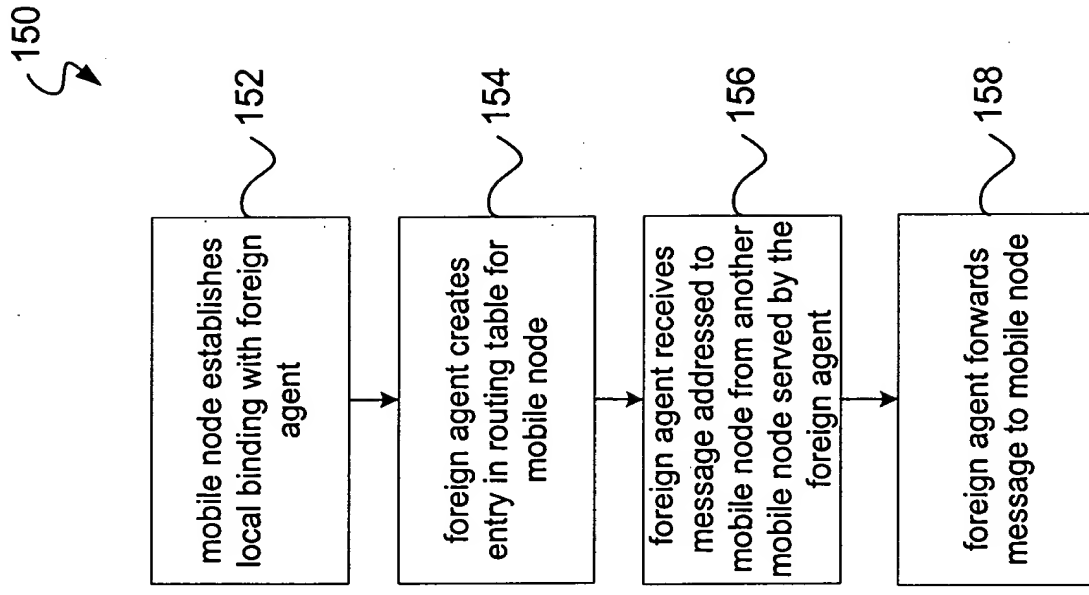 150
mobile node establishes
local binding with foreign
agent
152
foreign agent creates
entry in routing table for
mobile node
154
foreign agent receives
message addressed to
mobile node from another
mobile node served by the
foreign agent
156
foreign agent forwards
message to mobile node
158